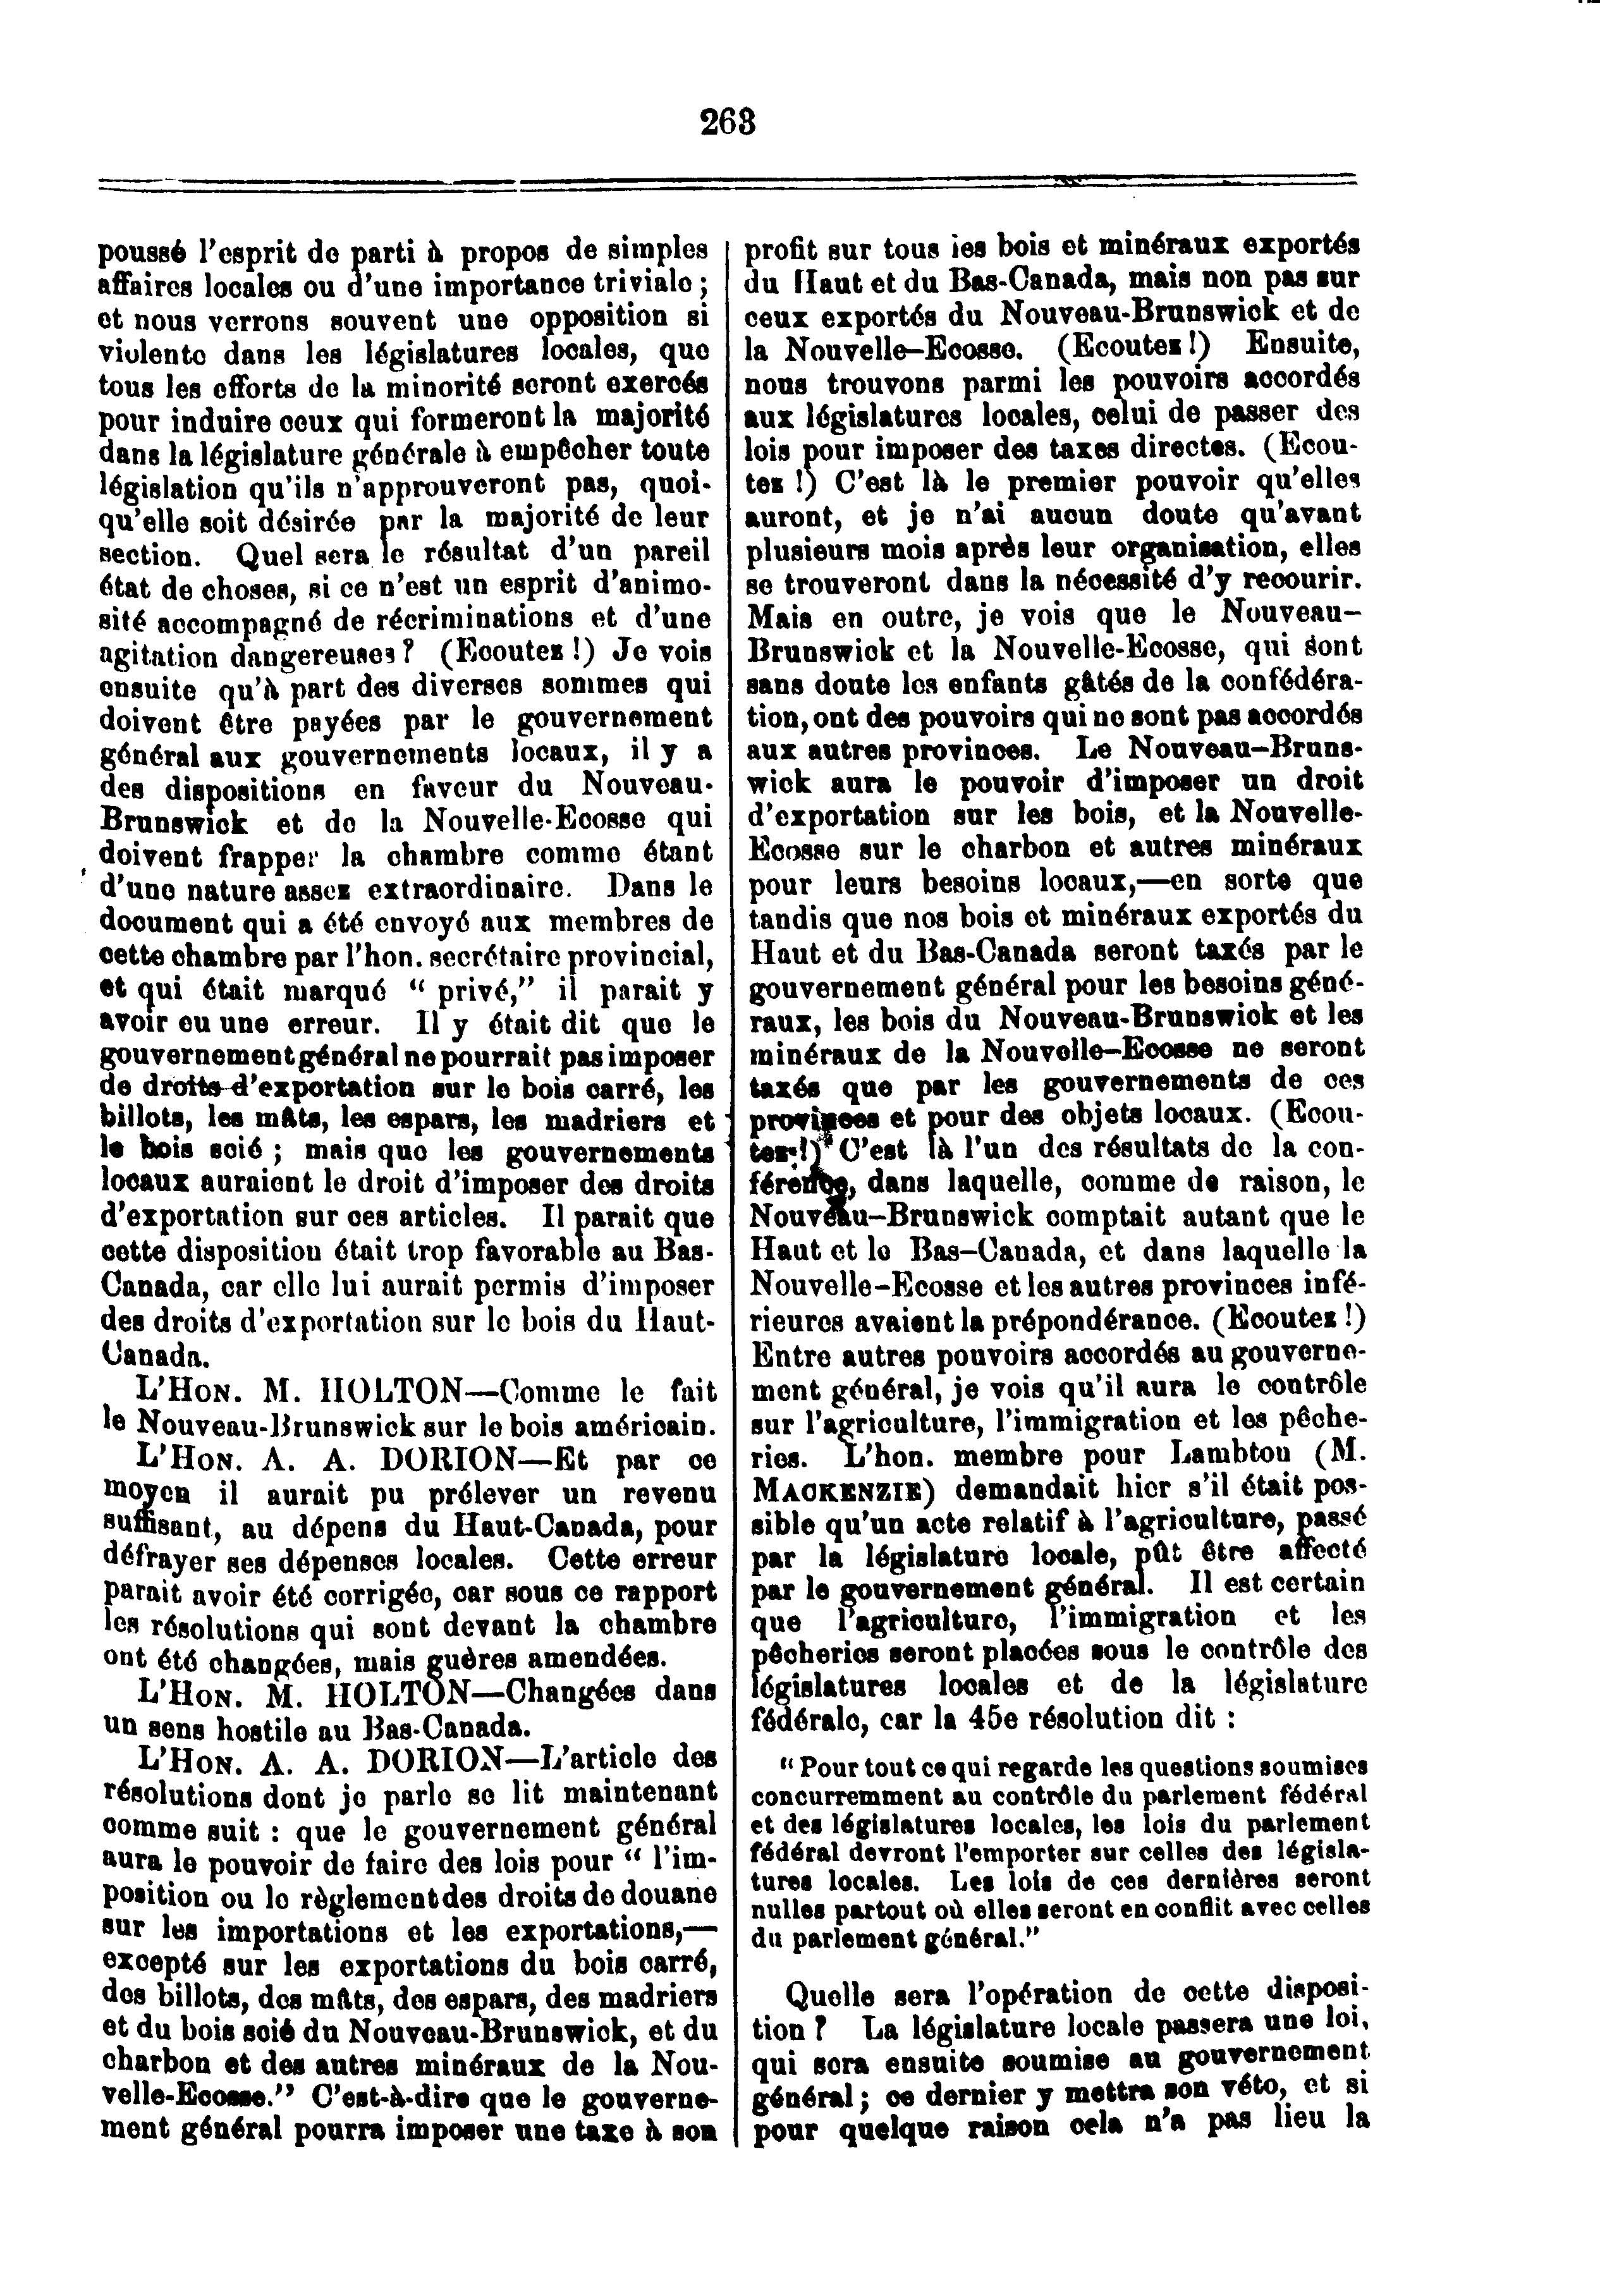 263
poussé l'esprit de parti à propos de simples
affaires locales ou d'une importance triviale ;
et nous verrons souvent une opposition si
violente dans les législatures locales, que
tous les efforts de la minorité seront exercés
pour induire ceux qui formeront la majorité
dans la législature générale à empêcher toute
législation qu'ils n'approuveront pas, quoi-
qu'elle soit désirée par la majorité de leur
section. Quel sera le résultat d'un pareil
état de choses, si ce n'est un esprit d'animo-
sité accompagné de récriminations et d'une
agitation dangereuses ? (Ecoutez !) Je vois
ensuite qu'à part des diverses sommes qui
doivent être payées par le gouvernement
général aux gouvernements locaux, il y a
des dispositions en faveur du Nouveau-
Brunswick et de la Nouvelle-Ecosse qui
doivent frapper la chambre comme étant
d'une nature assez extraordinaire. Dans le
document qui a été envoyé aux membres de
cette chambre par l'hon. secrétaire provincial,
et qui était marqué “ privé,” il parait y
avoir eu une erreur. Il y était dit que le
gouvernement général ne pourrait pas imposer
de droits d'exportation sur le bois carré, les
billots, les mâts, les espars, les madriers et
le bois scié ; mais que les gouvernements
locaux auraient le droit d'imposer des droits
d'exportation sur ces articles. Il parait que
cette disposition était trop favorable au Bas-
Canada, car elle lui aurait permis d'imposer
des droits d'exportation sur le bois du Haut-
Canada.
L'HON. M. HOLTON—Comme le fait
le Nouveau-Brunswick sur le bois américain.
L'HON. A. A. DORION—Et par ce
moyen il aurait pu prélever un revenu
suffisant, au dépens du Haut-Canada, pour
défrayer ses dépenses locales. Cette erreur
parait avoir été corrigée, car sous ce rapport
les résolutions qui sont devant la chambre
ont été changées, mais guères amendées.
L'HON. M. HOLTON—Changées dans
un sens hostile au Bas-Canada.
L'HON. A. A. DORION—L'article des
résolutions dont je parle se lit maintenant
comme suit : que le gouvernement général
aura le pouvoir de faire des lois pour “ l'im-
position ou le règlement des droits de douane
sur les importations et les exportations,—
excepté sur les exportations du bois carré,
des billots, des mâts, des espars, des madriers
et du bois scié du Nouveau-Brunswick, et du
charbon et des autres minéraux de la Nou-
velle-Ecosse.” C'est-à-dire que le gouverne-
ment général pourra imposer une taxe à son
profit sur tous les bois et minéraux exportés
du Haut et du Bas-Canada, mais non pas sur
ceux exportés du Nouveau-Brunswick et de
la Nouvelle-Ecosse. (Ecoutez !) Ensuite,
nous trouvons parmi les pouvoirs accordés
aux législatures locales, celui de passer des
lois pour imposer des taxes directes. (Ecou-
tez !) C'est là le premier pouvoir qu'elles
auront, et je n'ai aucun doute qu'avant
plusieurs mois après leur organisation, elles
se trouveront dans la nécessité d'y recourir.
Mais en outre, je vois que le Nouveau-
Brunswick et la Nouvelle-Ecosse, qui sont
sans doute les enfants gâtés de la confédéra-
tion, ont des pouvoirs qui ne sont pas accordés
aux autres provinces. Le Nouveau-Bruns-
wick aura le pouvoir d'imposer un droit
d'exportation sur les bois, et la Nouvelle-
Ecosse sur le charbon et autres minéraux
pour leurs besoins locaux,—en sorte que
tandis que nos bois et minéraux exportés du
Haut et du Bas-Canada seront taxés par le
gouvernement général pour les besoins géné-
raux, les bois du Nouveau-Brunswick et les
minéraux de la Nouvelle-Ecosse ne seront
taxés que par les gouvernements de ces
provinces et pour des objets locaux. (Ecou-
tez !) C'est là l'un des résultats de la con-
férence, dans laquelle, comme de raison, le
Nouveau-Brunswick comptait autant que le
Haut et le Bas-Canada, et dans laquelle la
Nouvelle-Ecosse et les autres provinces infé-
rieures avaient la prépondérance. (Ecoutez !)
Entre autres pouvoirs accordés au gouverne-
ment général, je vois qu'il aura le contrôle
sur l'agriculture, l'immigration et les pêche-
ries. L'hon. membre pour Lambton (M.
MACKENZIE) demandait hier s'il était pos-
sible qu'un acte relatif à l'agriculture, passé
par la législature locale, pût être affecté
par le gouvernement général. Il est certain
que l'agriculture, l'immigration et les
pêcheries seront placées sous le contrôle des
législatures locales et de la législature
fédérale, car la 45e résolution dit :
“ Pour tout ce qui regarde les questions soumises
concurremment au contrôle du parlement fédéral
et des législatures locales, les lois du parlement
fédéral devront l'emporter sur celles des législa-
tures locales. Les lois de ces dernières seront
nulles partout où elles seront en conflit avec celles
du parlement général.”
Quelle sera l'opération de cette disposi-
tion ? La législature locale passera une loi,
qui sera ensuite soumise au gouvernement
général ; ce dernier y mettra son véto, et si
pour quelque raison cela n'a pas lieu la